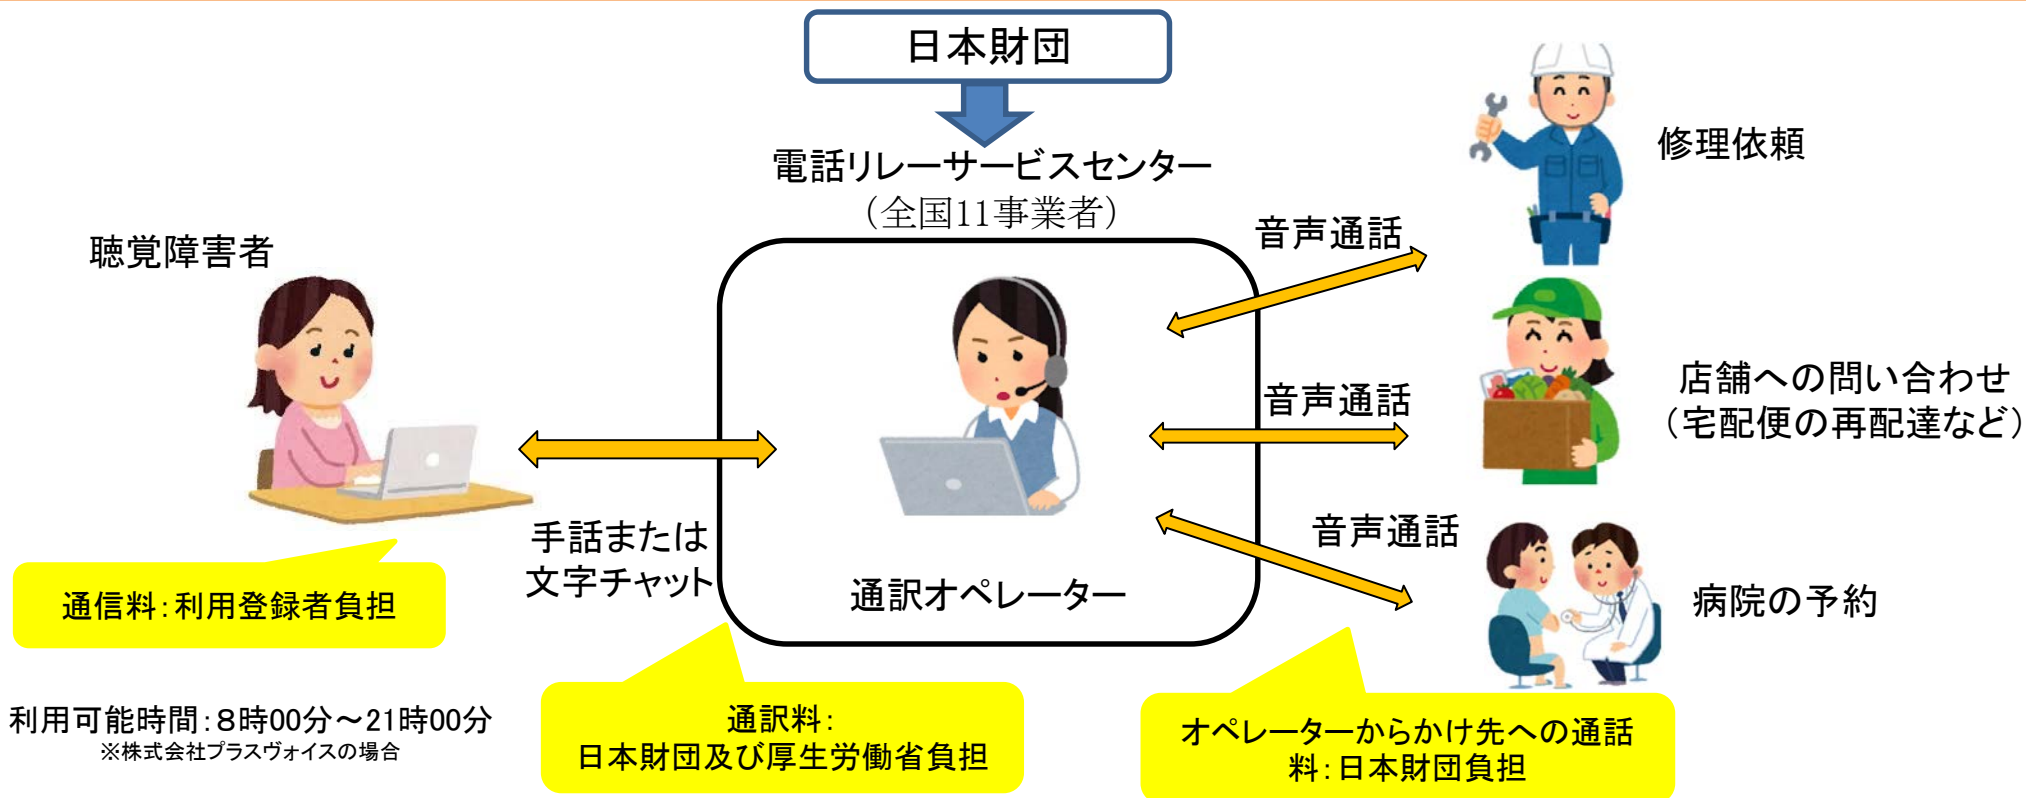 日本財団
電話リレーサービスセンター
（全国11事業者）
聴覚障害者
手話または
文字チャット
通訳オペレーター
音声通話
修理依頼
音声通話
店舗への問い合わせ
（宅配便の再配達など）
音声通話
病院の予約
通信料：利用登録者負担
通訳料：
日本財団及び厚生労働省負担
オペレーターからかけ先への通話
料：日本財団負担
利用可能時間：８時00分～21時00分
※株式会社プラスヴォイスの場合